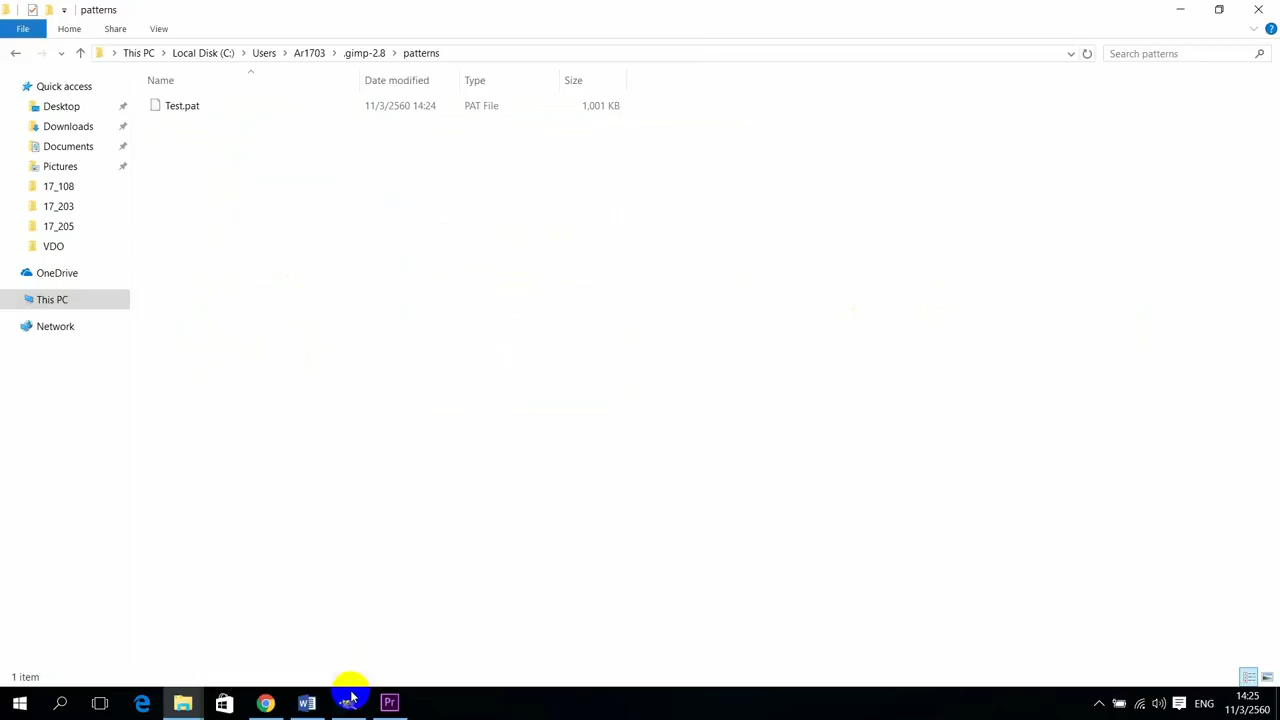 patterns
File Home Share View
This PC Local Disk (C:) Users Ar1703 .gimp-2.8 patterns Search patterns
Name Date modified Type Size
Test.pat 11/3/2560 14:24 PAT File 1,001 KB
Quick access
Desktop
Downloads
Documents
Pictures
17_108
17_203
17_205
VDO
OneDrive
This PC
Network
1 item
W Pr ENG 14:25
11/3/2560